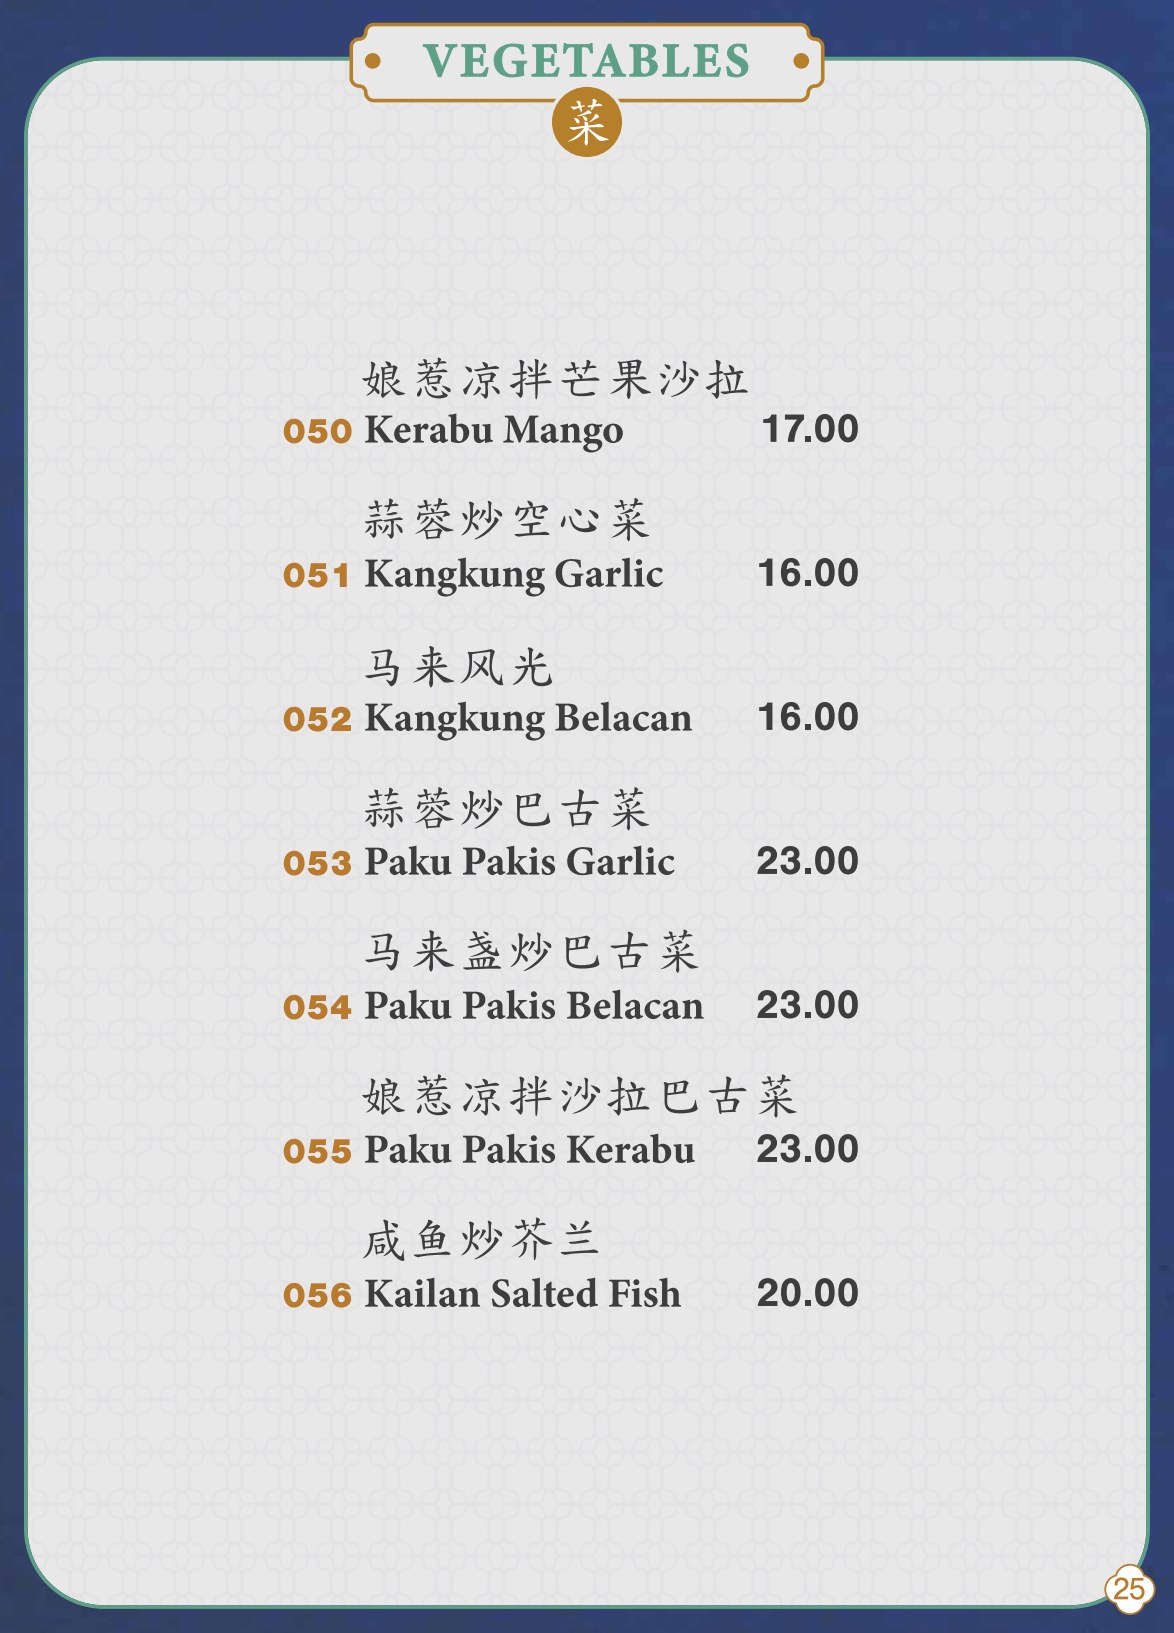 VEGETABLES
菜
娘惹凉拌芒果沙拉
050 Kerabu Mango 17.00
蒜蓉炒空心菜
051 Kangkung Garlic 16.00
马来风光
052 Kangkung Belacan 16.00
蒜蓉炒巴古菜
053 Paku Pakis Garlic 23.00
马来盏炒巴古菜
054 Paku Pakis Belacan 23.00
娘惹凉拌沙拉巴古菜
055 Paku Pakis Kerabu 23.00
咸鱼炒芥兰
056 Kailan Salted Fish 20.00
25